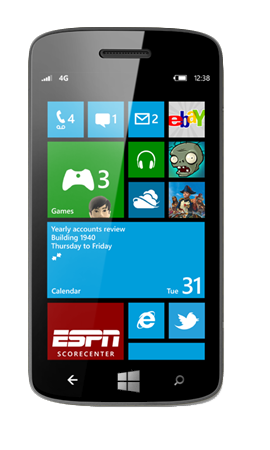 4G
12:38
4
1
2
ebaY
3
Games
Yearly accounts review
Building 1940
Thursday to Friday
Calendar
Tue 31
ESPN
SCORECENTER